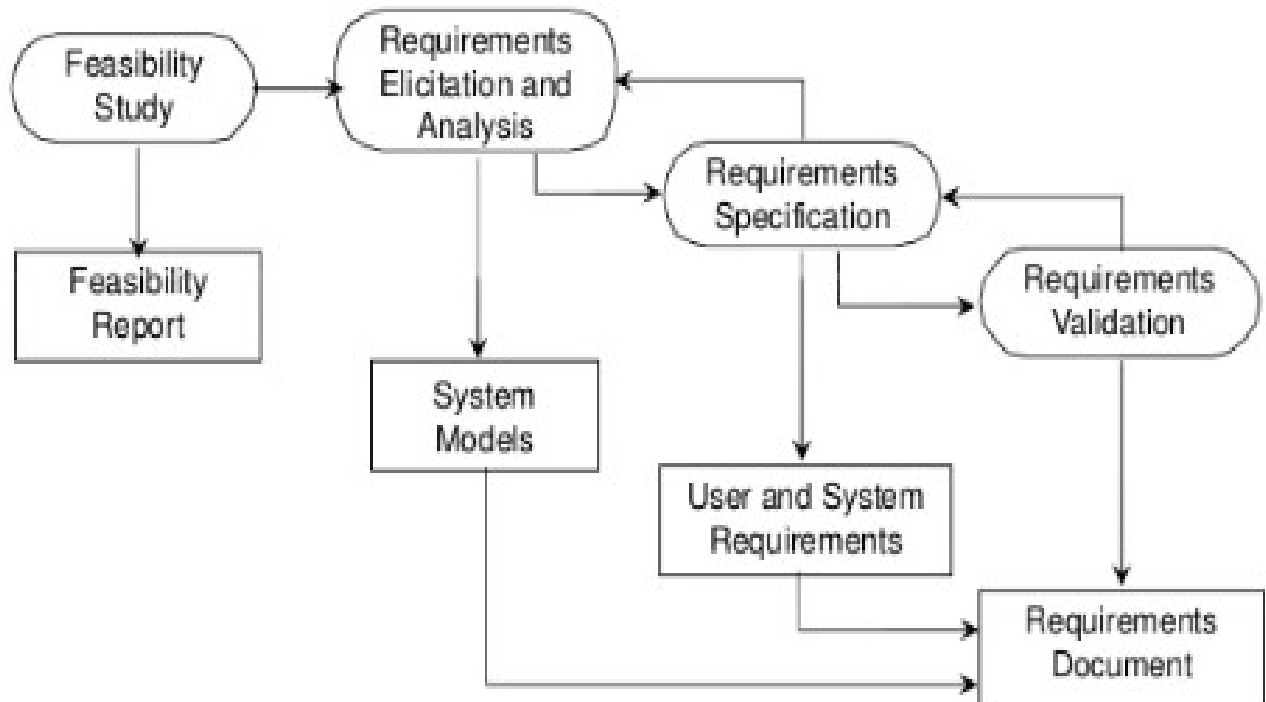 Feasibility
Study
Requirements
Elicitation and
Analysis
Requirements
Specification
Requirements
Validation
Feasibility
Report
System
Models
User and System
Requirements
Requirements
Document